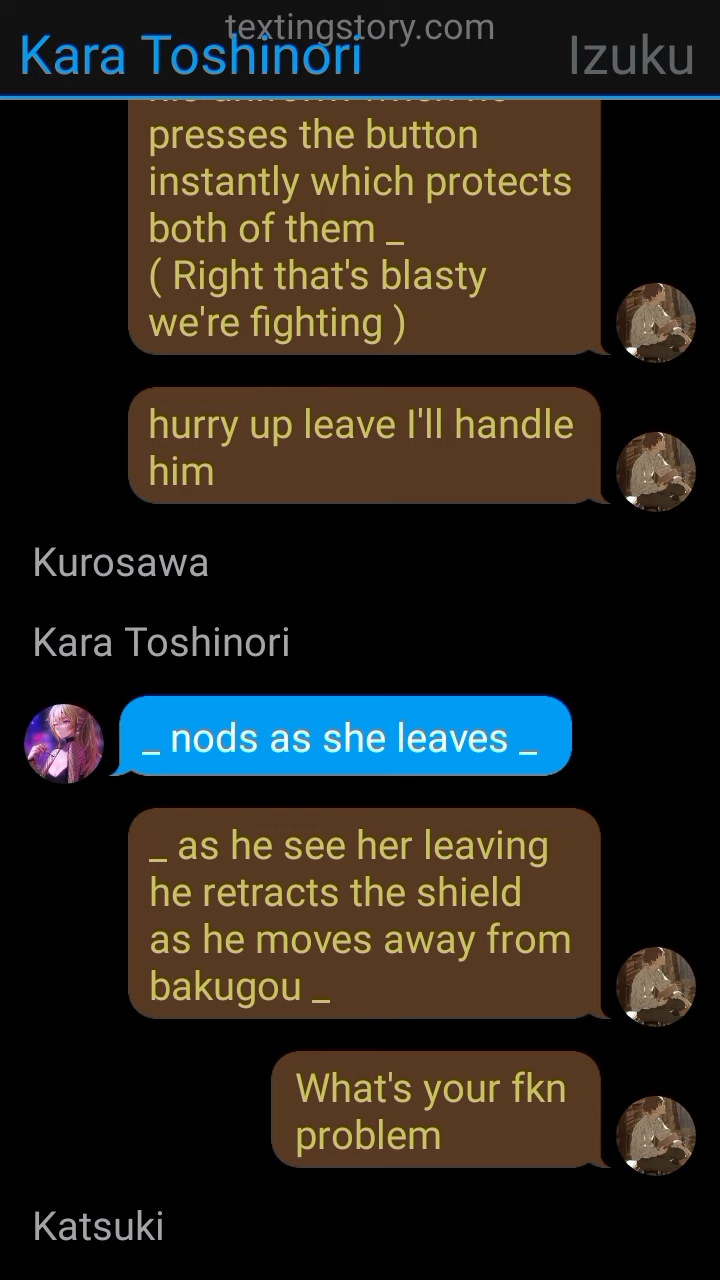 textingstory.com
Kara Toshinori
Izuku
presses the button
instantly which protects
both of them _
( Right that's blasty
we're fighting )
hurry up leave I'll handle
him
Kurosawa
Kara Toshinori
_ nods as she leaves _
_ as he see her leaving
he retracts the shield
as he moves away from
bakugou _
What's your fkn
problem
Katsuki